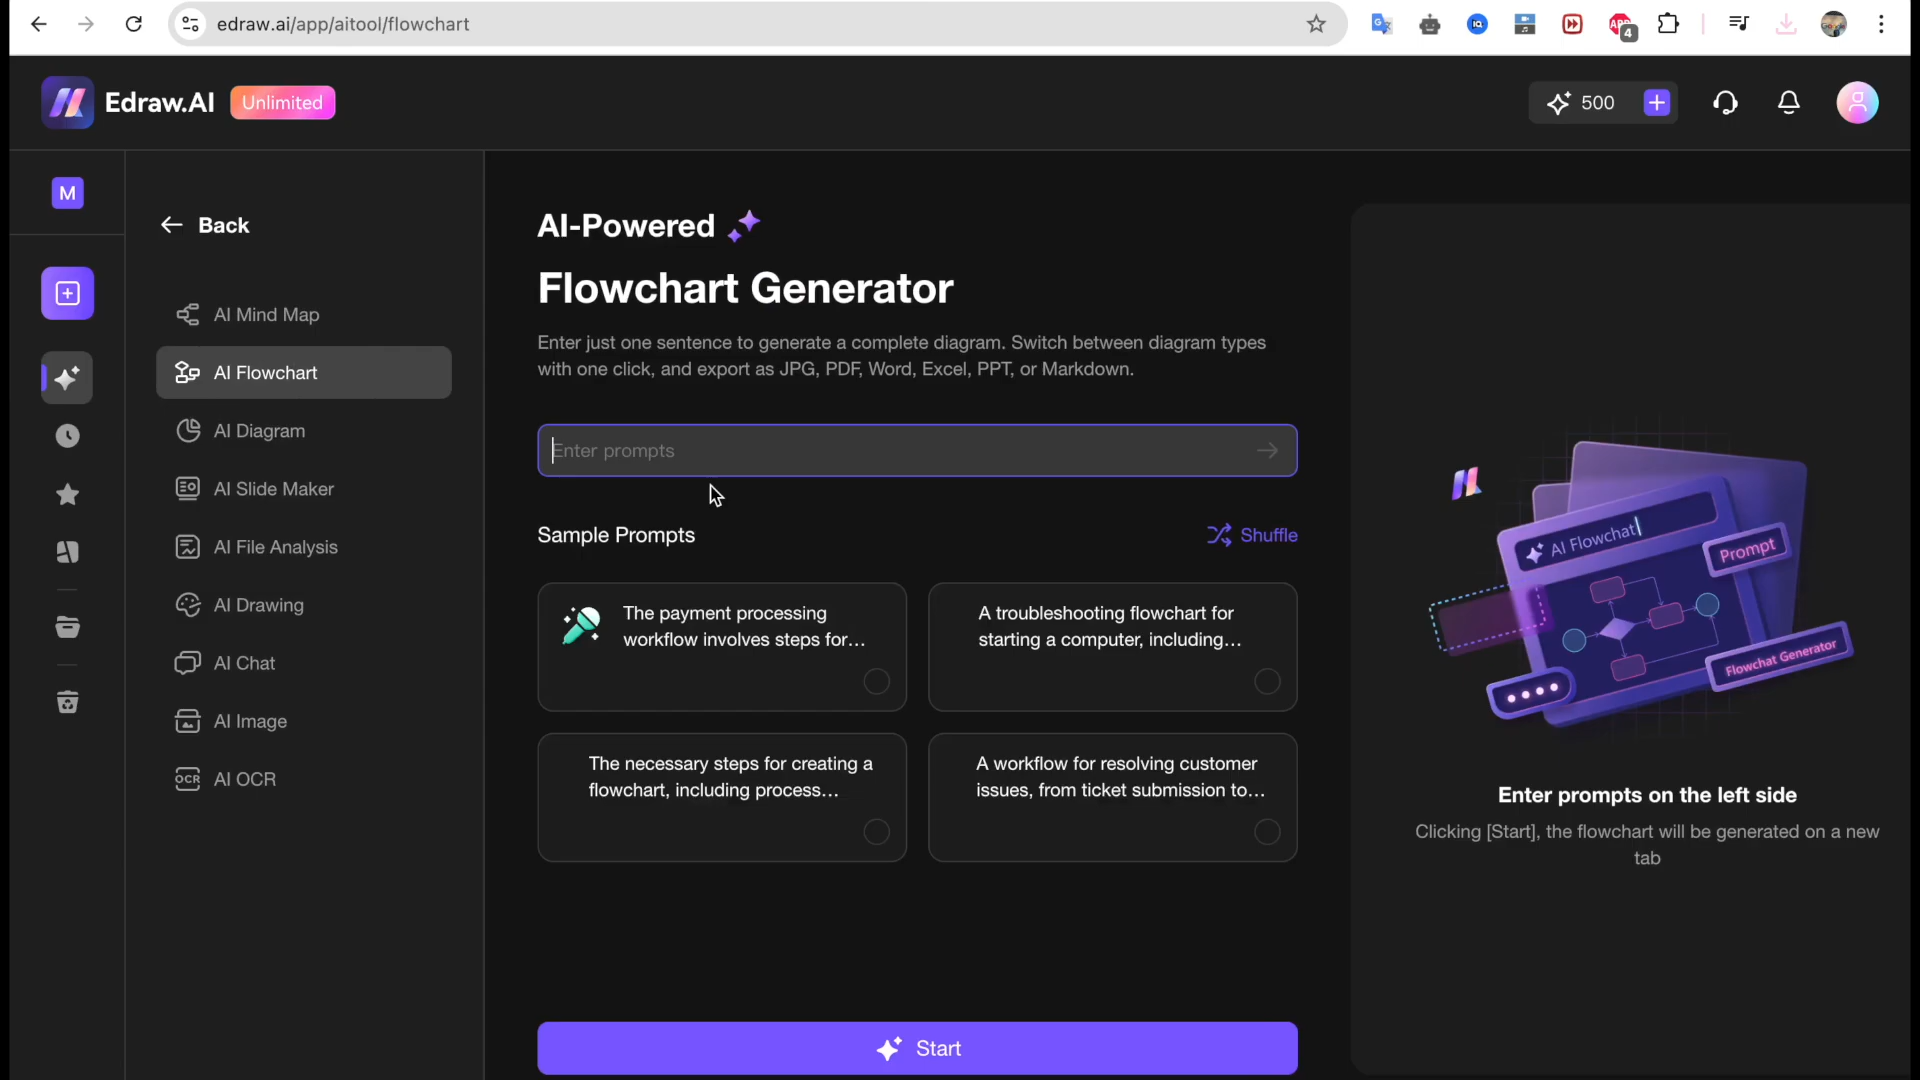 edraw.ai/app/aitool/flowchart
4
Edraw.AI
Unlimited
500
M
Back
AI Mind Map
AI Flowchart
AI Diagram
AI Slide Maker
AI File Analysis
AI Drawing
AI Chat
AI Image
OCR
AI OCR
AI-Powered
Flowchart Generator
Enter just one sentence to generate a complete diagram. Switch between diagram types
with one click, and export as JPG, PDF, Word, Excel, PPT, or Markdown.
Enter prompts
Sample Prompts
Shuffle
The payment processing
workflow involves steps for...
A troubleshooting flowchart for
starting a computer, including...
The necessary steps for creating a
flowchart, including process...
A workflow for resolving customer
issues, from ticket submission to...
Start
AI Flowchat
Prompt
Flowchat Generator
Enter prompts on the left side
Clicking [Start], the flowchart will be generated on a new
tab